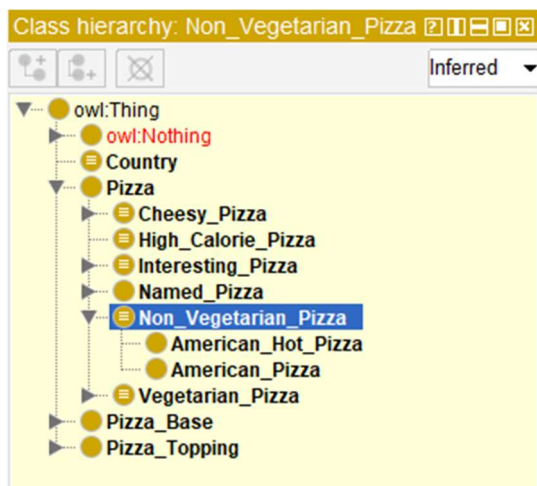 Class hierarchy: Non_Vegetarian_Pizza
Inferred
owl:Thing
owl:Nothing
Country
Pizza
Cheesy_Pizza
High_Calorie_Pizza
Interesting_Pizza
Named_Pizza
Non_Vegetarian_Pizza
American_Hot_Pizza
American_Pizza
Vegetarian_Pizza
Pizza_Base
Pizza_Topping